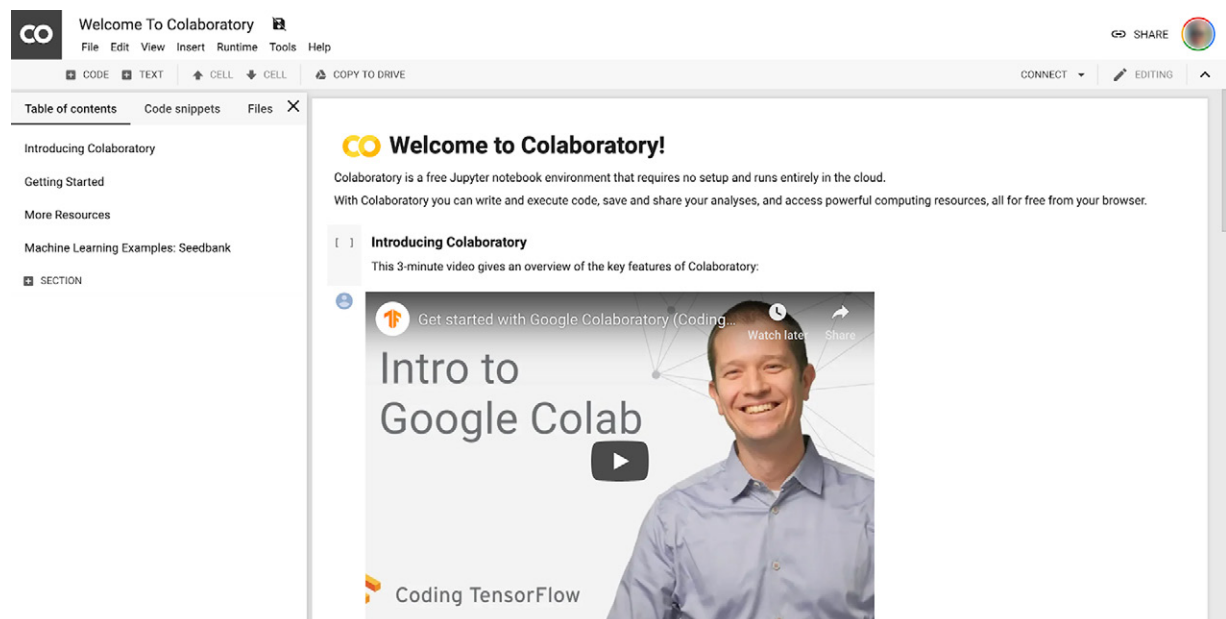 CO
Welcome To Colaboratory
File Edit View Insert Runtime Tools Help
SHARE
CODE TEXT CELL CELL COPY TO DRIVE
CONNECT EDITING
Table of contents Code snippets Files
Introducing Colaboratory
Getting Started
More Resources
Machine Learning Examples: Seedbank
SECTION
CO Welcome to Colaboratory!
Colaboratory is a free Jupyter notebook environment that requires no setup and runs entirely in the cloud.
With Colaboratory you can write and execute code, save and share your analyses, and access powerful computing resources, all for free from your browser.
[ ] Introducing Colaboratory
This 3-minute video gives an overview of the key features of Colaboratory:
Get started with Google Colaboratory (Coding...
Watch later Share
Intro to
Google Colab
Coding TensorFlow